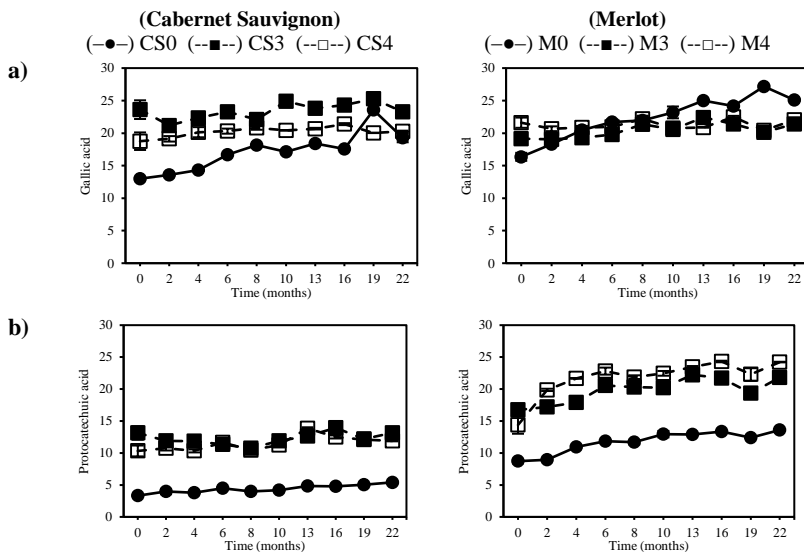 (Cabernet Sauvignon) (Merlot)
(–●–) CS0 (--■--) CS3 (--□--) CS4 (–●–) M0 (--■--) M3 (--□--) M4
a)
30
25
20
15
10
5
0
Gallic acid
0 2 4 6 8 10 13 16 19 22
Time (months)
30
25
20
15
10
5
0
Gallic acid
0 2 4 6 8 10 13 16 19 22
Time (months)
b)
30
25
20
15
10
5
0
Protocatechuic acid
0 2 4 6 8 10 13 16 19 22
Time (months)
30
25
20
15
10
5
0
Protocatechuic acid
0 2 4 6 8 10 13 16 19 22
Time (months)